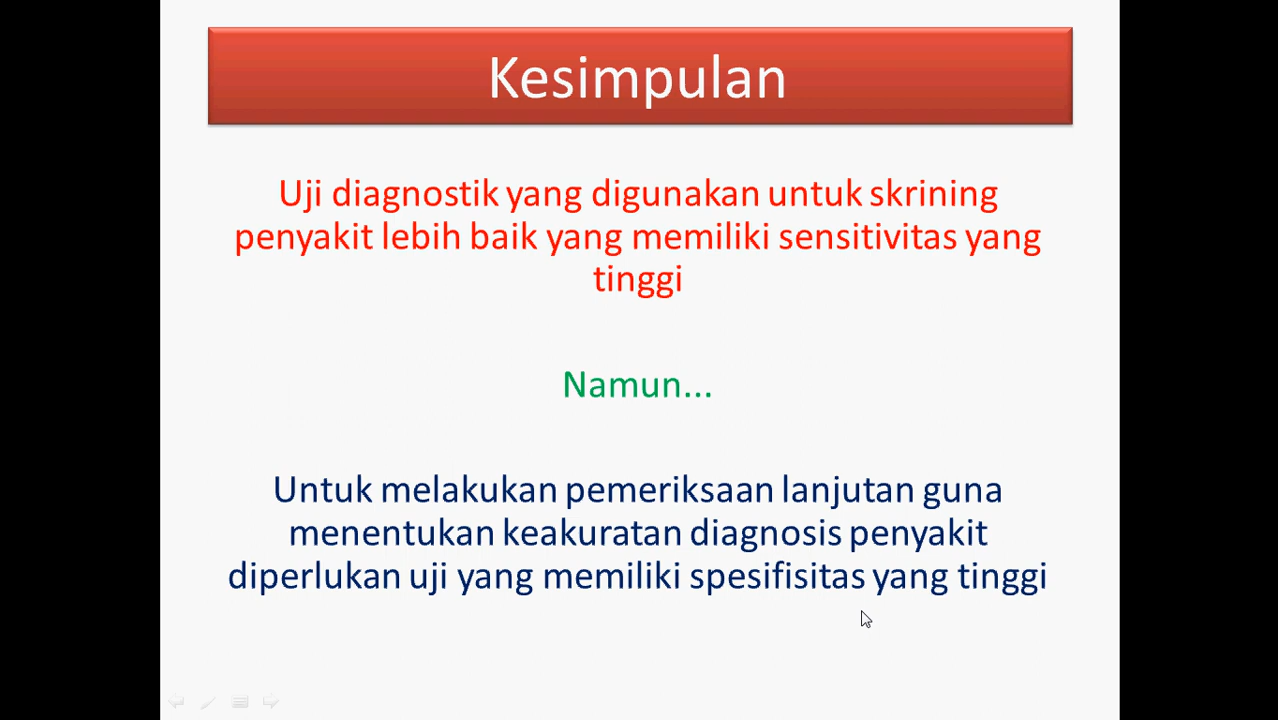 Kesimpulan
Uji diagnostik yang digunakan untuk skrining
penyakit lebih baik yang memiliki sensitivitas yang
tinggi
Namun...
Untuk melakukan pemeriksaan lanjutan guna
menentukan keakuratan diagnosis penyakit
diperlukan uji yang memiliki spesifisitas yang tinggi